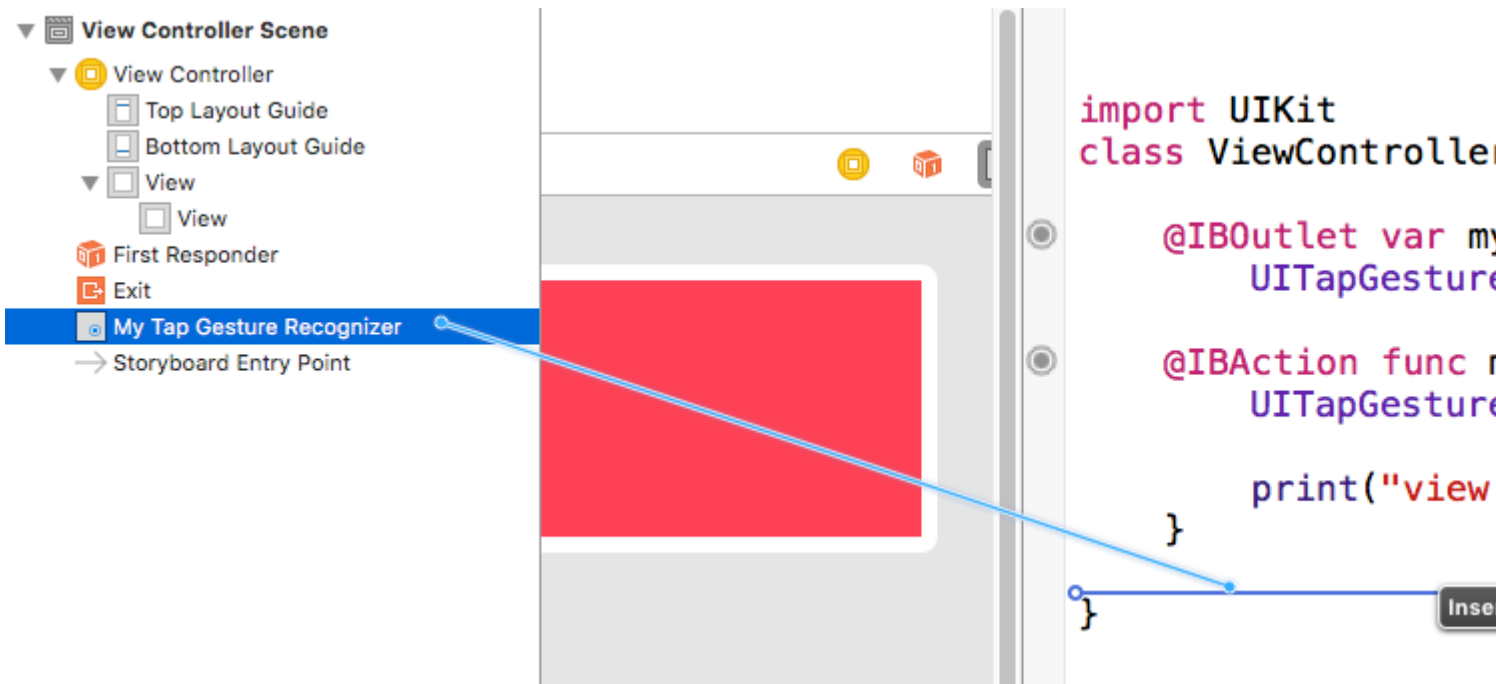 View Controller Scene
View Controller
Top Layout Guide
Bottom Layout Guide
View
View
First Responder
Exit
My Tap Gesture Recognizer
Storyboard Entry Point
import UIKit
class ViewController
@IBOutlet var my
UITapGesture
@IBAction func
UITapGesture
print("view
}
}